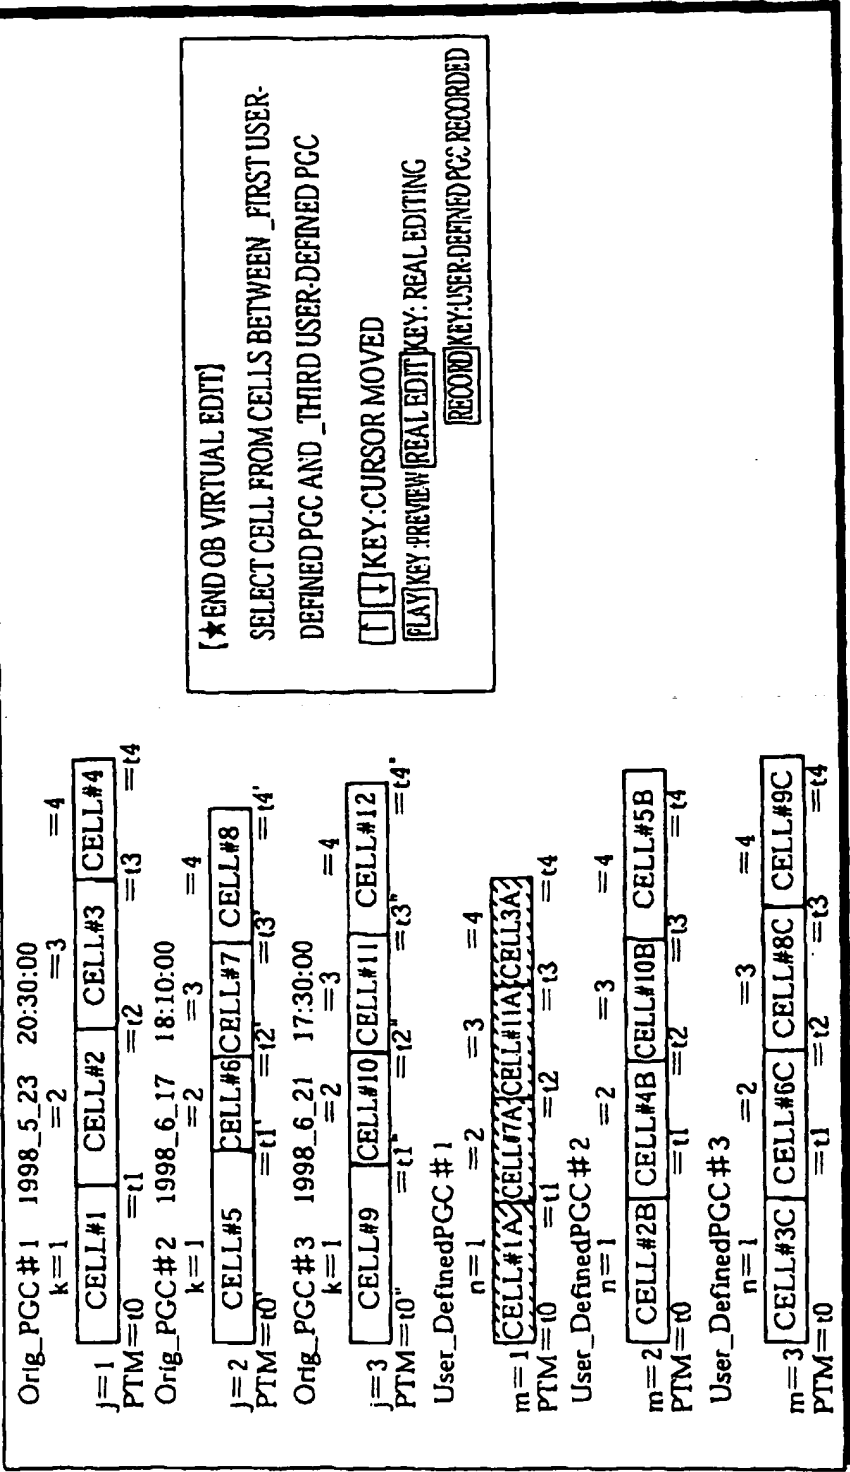 Orig_PGC#1 1998_5_23 20:30:00
k=1 =2 =3 =4
j=1 CELL#1 CELL#2 CELL#3 CELL#4
PTM=t0 =t1 =t2 =t3 =t4
Orig_PGC#2 1998_6_17 18:10:00
k=1 =2 =3 =4
j=2 CELL#5 CELL#6 CELL#7 CELL#8
PTM=t0' =t1' =t2' =t3' =t4'
Orig_PGC#3 1998_6_21 17:30:00
k=1 =2 =3 =4
j=3 CELL#9 CELL#10 CELL#11 CELL#12
PTM=t0" =t1" =t2" =t3" =t4"
User_DefinedPGC#1
n=1 =2 =3 =4
m=1 CELL#1A CELL#7A CELL#11A CELL3A
PTM=t0 =t1 =t2 =t3 =t4
User_DefinedPGC#2
n=1 =2 =3 =4
m=2 CELL#2B CELL#4B CELL#10B CELL#5B
PTM=t0 =t1 =t2 =t3 =t4
User_DefinedPGC#3
n=1 =2 =3 =4
m=3 CELL#3C CELL#6C CELL#8C CELL#9C
PTM=t0 =t1 =t2 =t3 =t4
[★END OB VIRTUAL EDIT]
SELECT CELL FROM CELLS BETWEEN _FIRST USER-
DEFINED PGC AND _THIRD USER-DEFINED PGC
↑ ↓ KEY:CURSOR MOVED
PLAY KEY:PREVIEW REAL EDIT KEY: REAL EDITING
RECORD KEY:USER-DEFINED PGC RECORDED